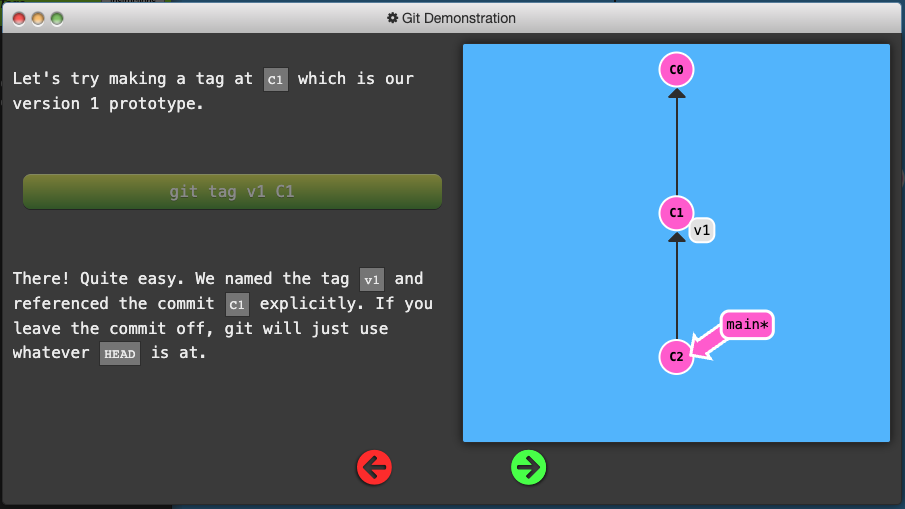 Git Demonstration
Let's try making a tag at C1 which is our
version 1 prototype.
git tag v1 C1
There! Quite easy. We named the tag v1 and
referenced the commit C1 explicitly. If you
leave the commit off, git will just use
whatever HEAD is at.
C0
C1
v1
main*
C2